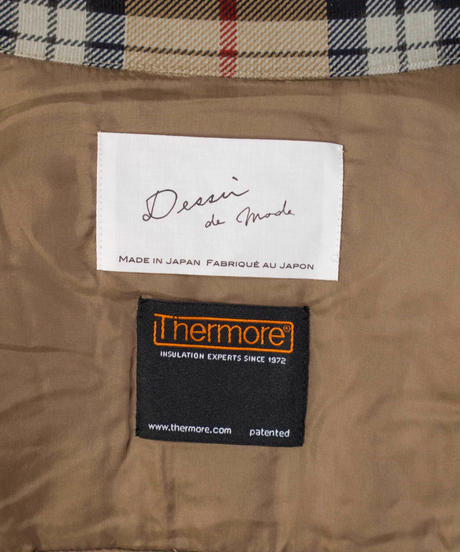 Dessin
de Mode
MADE IN JAPAN FABRIQUÉ AU JAPON
Thermore®
INSULATION EXPERTS SINCE 1972
www.thermore.com patented